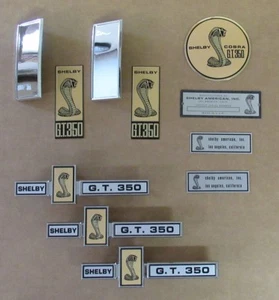 SHELBY COBRA
GT350
SHELBY
GT350
SHELBY
GT350
SHELBY AMERICAN, INC.
shelby american, inc.
los angeles, california
shelby american, inc.
los angeles, california
SHELBY G.T. 350
SHELBY G.T. 350
SHELBY G.T. 350